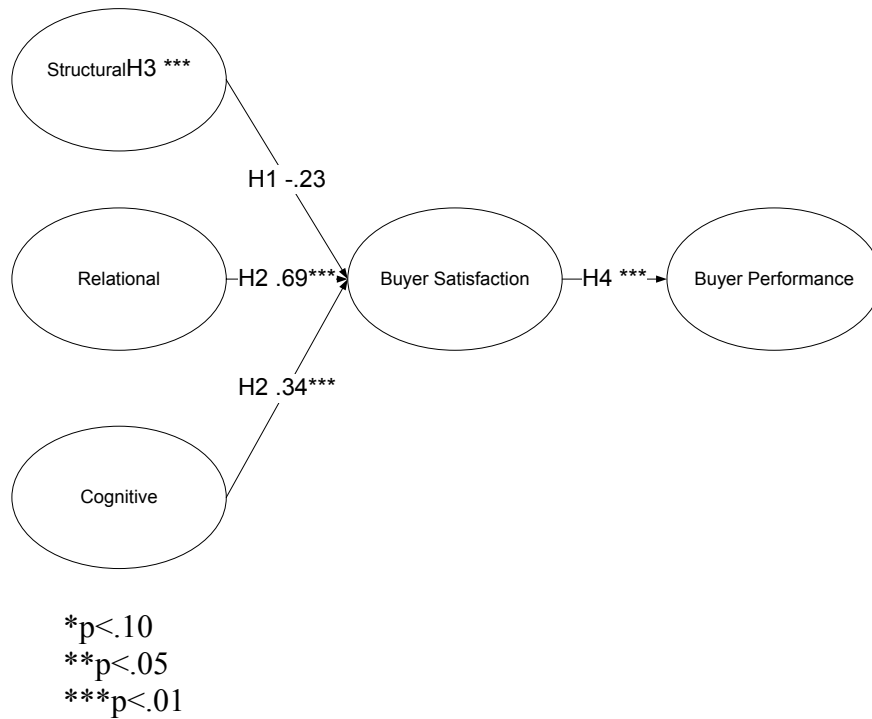 StructuralH3 ***
H1 -.23
Relational
H2 .69***
Buyer Satisfaction
H4 ***
Buyer Performance
H2 .34***
Cognitive
*p<.10
**p<.05
***p<.01